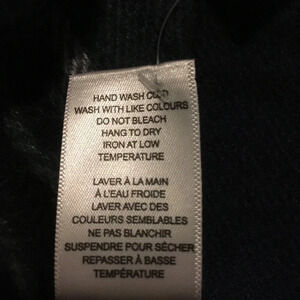 HAND WASH COLD
WASH WITH LIKE COLOURS
DO NOT BLEACH
HANG TO DRY
IRON AT LOW
TEMPERATURE
LAVER À LA MAIN
À L'EAU FROIDE
LAVER AVEC DES
COULEURS SEMBLABLES
NE PAS BLANCHIR
SUSPENDRE POUR SÉCHER
REPASSER À BASSE
TEMPÉRATURE